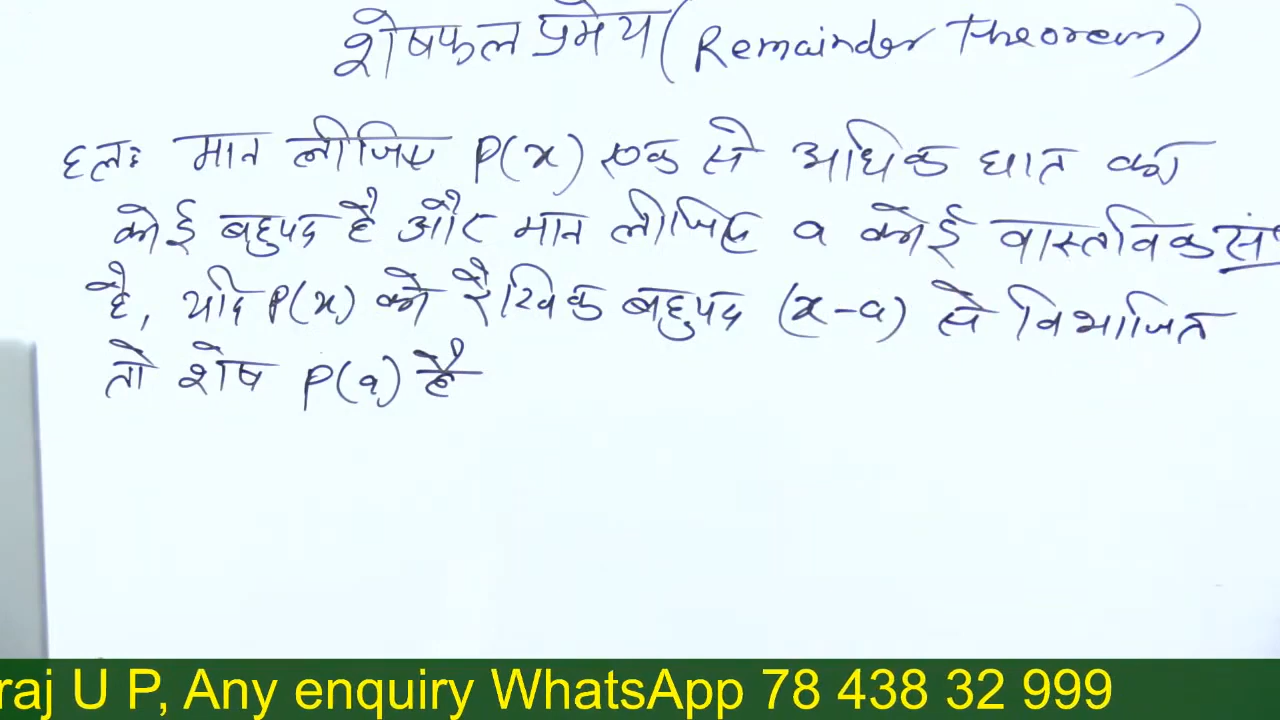 शेषफल प्रमेय (Remainder Theorem)
हलः मान लीजिए P(x) एक से अधिक घात का
कोई बहुपद है और मान लीजिए a कोई वास्तविक सं
है, यदि P(x) को रैखिक बहुपद (x-a) से विभाजित
तो शेष P(a) है
raj U P, Any enquiry WhatsApp 78 438 32 999